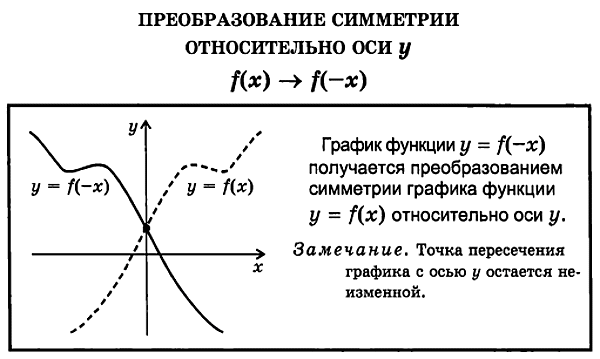 ПРЕОБРАЗОВАНИЕ СИММЕТРИИ
ОТНОСИТЕЛЬНО ОСИ y
f(x) → f(−x)
y
y = f(−x)
y = f(x)
x
График функции y = f(−x)
получается преобразованием
симметрии графика функции
y = f(x) относительно оси y.
Замечание. Точка пересечения
графика с осью y остается не-
изменной.